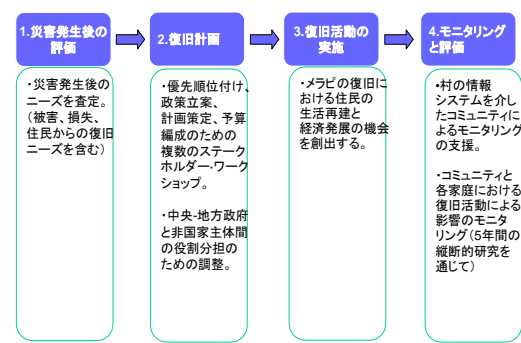 1.災害発生後の
評価
・災害発生後の
ニーズを査定。
(被害、損失、
住民からの復旧
ニーズを含む)
2.復旧計画
・優先順位付け、
政策立案、
計画策定、予算
編成のための
複数のステーク
ホルダー・ワーク
ショップ。
・中央-地方政府
と非国家主体間
の役割分担の
ための調整。
3.復旧活動の
実施
・メラピの復旧に
おける住民の
生活再建と
経済発展の機会
を創出する。
4.モニタリング
と評価
•村の情報
システムを介し
たコミュニティに
よるモニタリング
の支援。
・コミュニティと
各家庭における
復旧活動による
影響のモニタ
リング(5年間の
縦断的研究を
通じて)